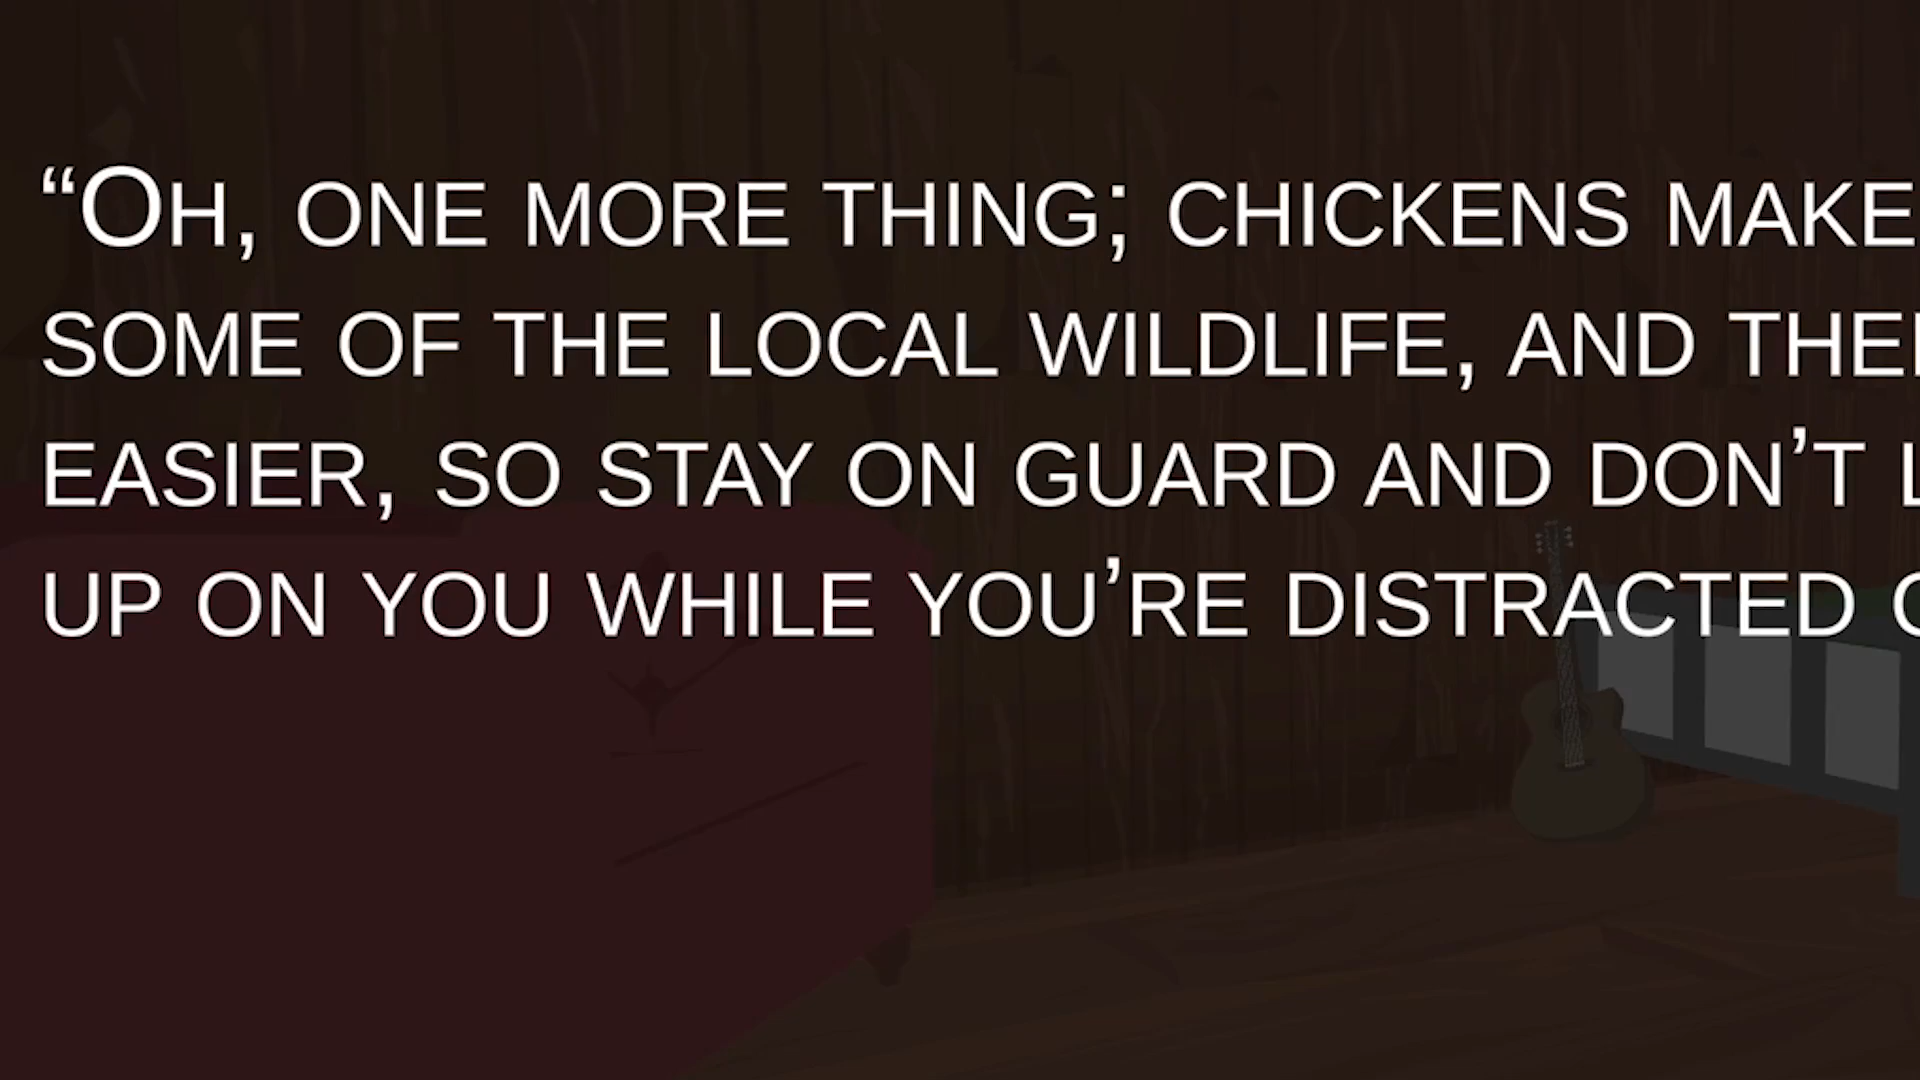 “Oh, one more thing; chickens make
some of the local wildlife, and
easier, so stay on guard and don’t
up on you while you’re distracted